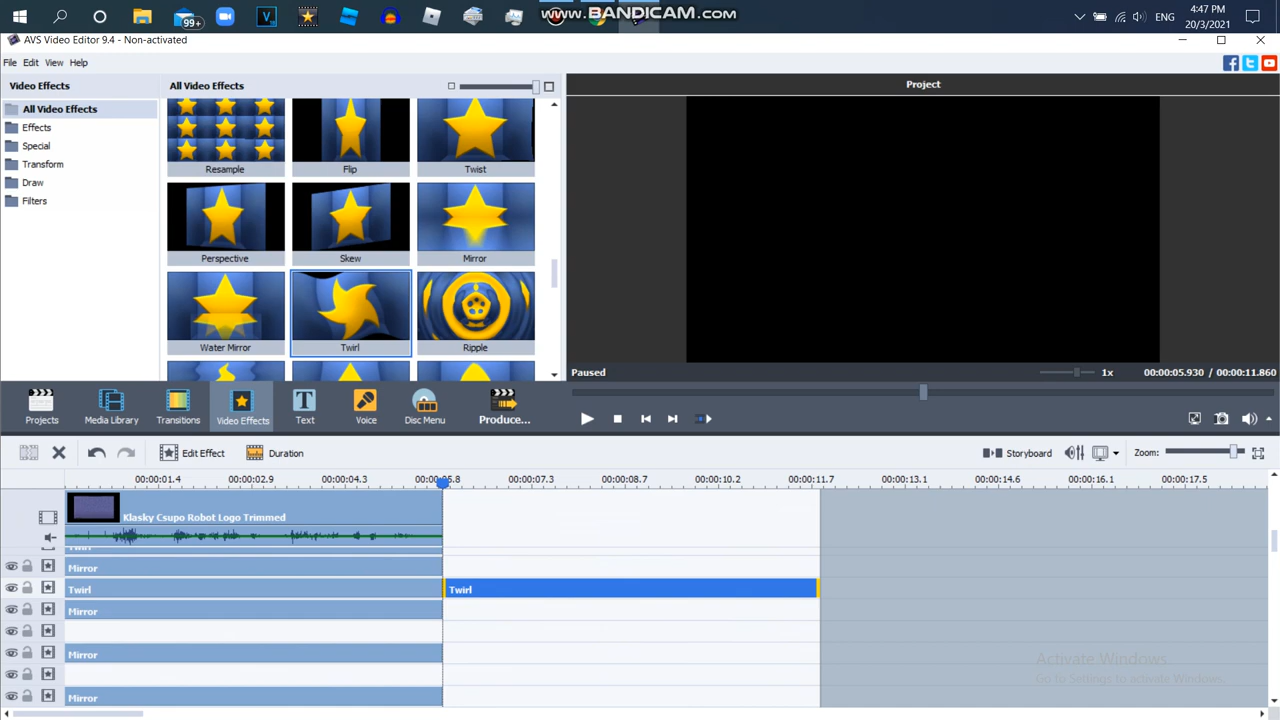 99+
WWW.BANDICAM.COM
4:47 PM
ENG
20/3/2021
AVS Video Editor 9.4 - Non-activated
File Edit View Help
Video Effects
All Video Effects
Effects
Special
Transform
Draw
Filters
All Video Effects
Resample
Flip
Twist
Perspective
Skew
Mirror
Water Mirror
Twirl
Ripple
Project
Paused
1x
00:00:05.930 / 00:00:11.860
Projects
Media Library
Transitions
Video Effects
Text
Voice
Disc Menu
Produce...
Edit Effect
Duration
Storyboard
Zoom:
00:00:01.4 00:00:02.9 00:00:04.3 00:00:05.8 00:00:07.3 00:00:08.7 00:00:10.2 00:00:11.7 00:00:13.1 00:00:14.6 00:00:16.1 00:00:17.5
Klasky Csupo Robot Logo Trimmed
Twirl
Mirror
Twirl Twirl
Mirror
Mirror
Mirror
Activate Windows
Go to Settings to activate Windows.